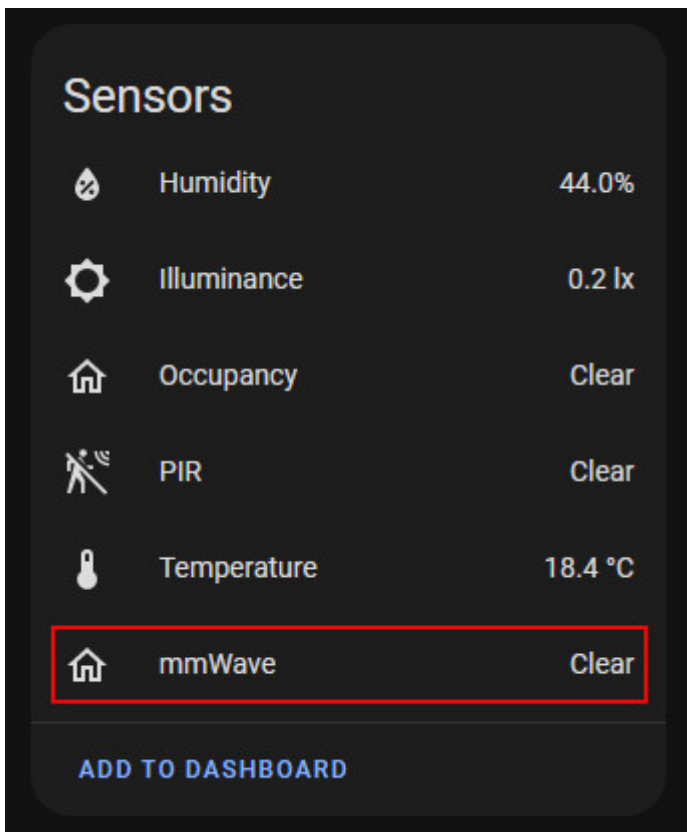 Sensors
Humidity 44.0%
Illuminance 0.2 lx
Occupancy Clear
PIR Clear
Temperature 18.4 °C
mmWave Clear
ADD TO DASHBOARD